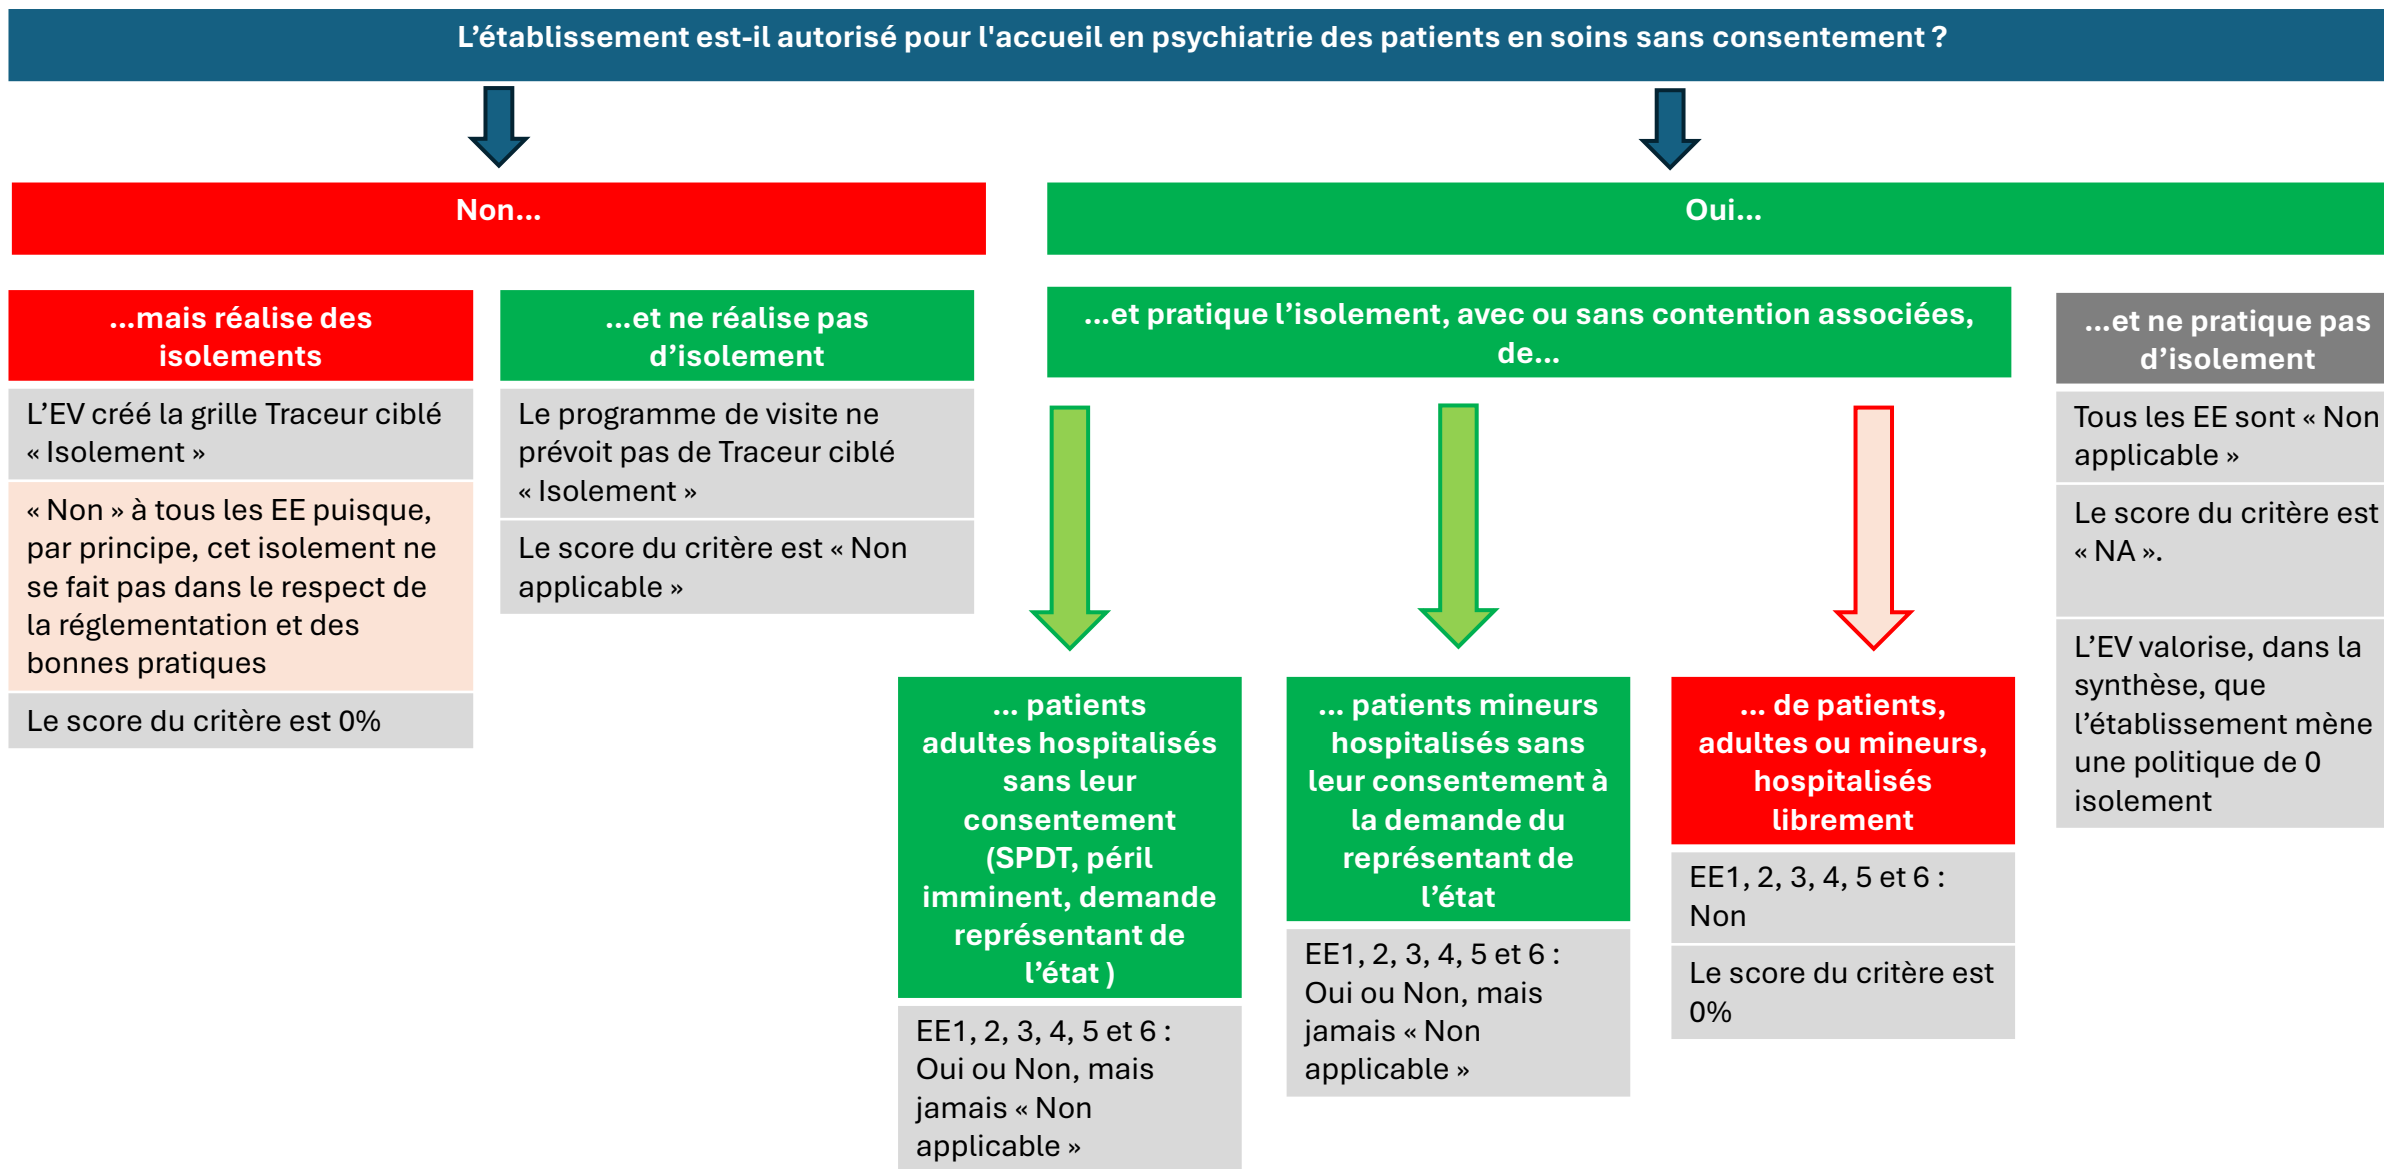 L’établissement est-il autorisé pour l'accueil en psychiatrie des patients en soins sans consentement ?
Non...
Oui...
...mais réalise des
isolements
L’EV créé la grille Traceur ciblé
« Isolement »
« Non » à tous les EE puisque,
par principe, cet isolement ne
se fait pas dans le respect de
la réglementation et des
bonnes pratiques
Le score du critère est 0%
...et ne réalise pas
d’isolement
Le programme de visite ne
prévoit pas de Traceur ciblé
« Isolement »
Le score du critère est « Non
applicable »
...et pratique l’isolement, avec ou sans contention associées,
de...
... patients
adultes hospitalisés
sans leur
consentement
(SPDT, péril
imminent, demande
représentant de
l’état )
EE1, 2, 3, 4, 5 et 6 :
Oui ou Non, mais
jamais « Non
applicable »
... patients mineurs
hospitalisés sans
leur consentement à
la demande du
représentant de
l’état
EE1, 2, 3, 4, 5 et 6 :
Oui ou Non, mais
jamais « Non
applicable »
... de patients,
adultes ou mineurs,
hospitalisés
librement
EE1, 2, 3, 4, 5 et 6 :
Non
Le score du critère est
0%
...et ne pratique pas
d’isolement
Tous les EE sont « Non
applicable »
Le score du critère est
« NA ».
L’EV valorise, dans la
synthèse, que
l’établissement mène
une politique de 0
isolement